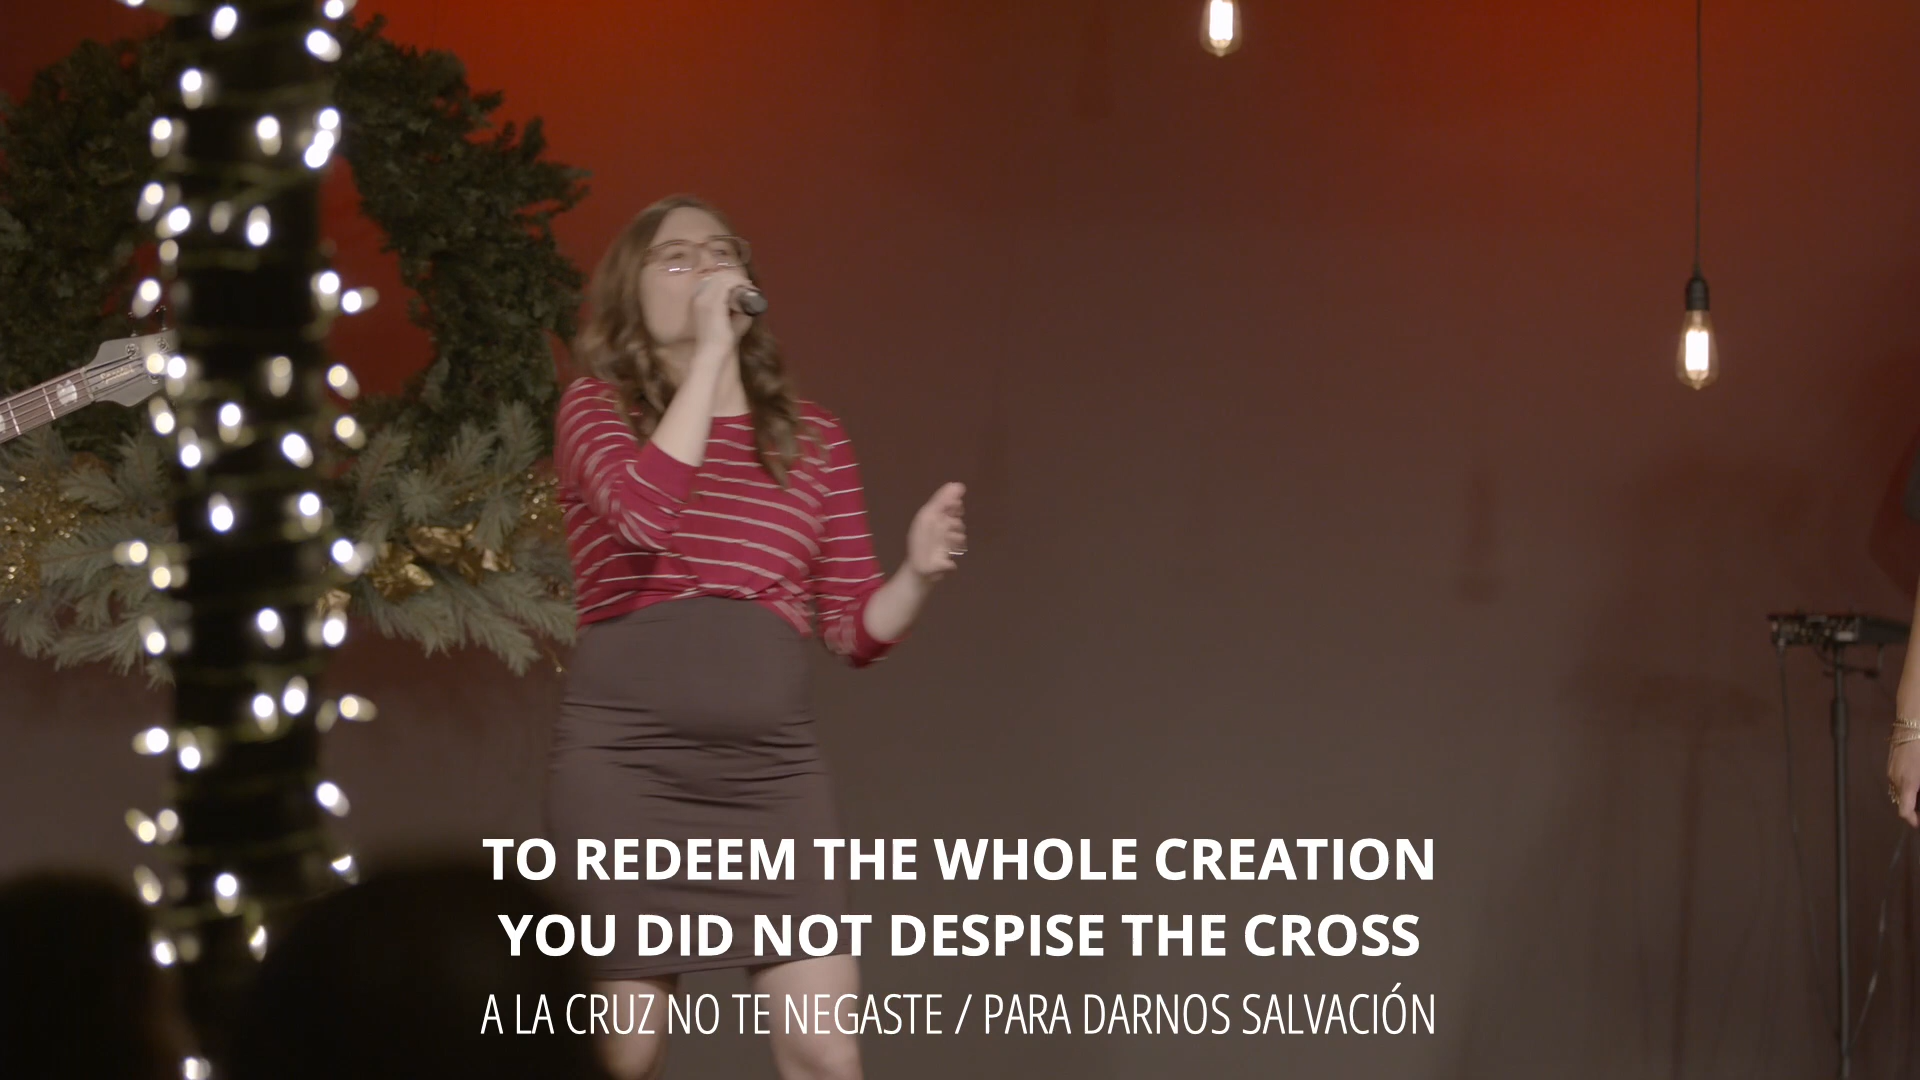 TO REDEEM THE WHOLE CREATION
YOU DID NOT DESPISE THE CROSS
A LA CRUZ NO TE NEGASTE / PARA DARNOS SALVACIÓN